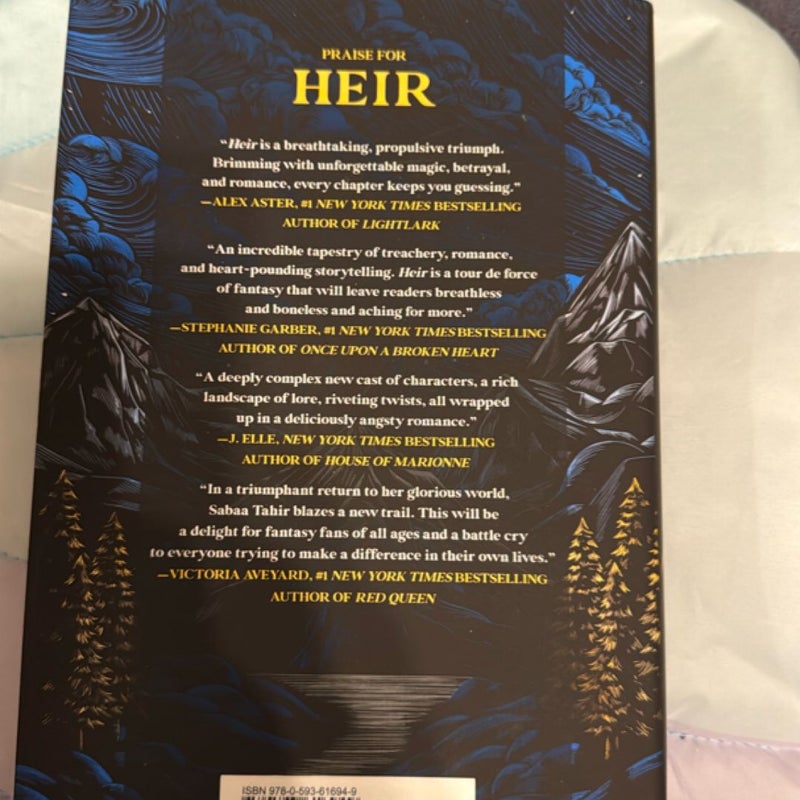 PRAISE FOR
HEIR
“Heir is a breathtaking, propulsive triumph.
Brimming with unforgettable magic, betrayal,
and romance, every chapter keeps you guessing.”
—ALEX ASTER, #1 NEW YORK TIMES BESTSELLING
AUTHOR OF LIGHTLARK
“An incredible tapestry of treachery, romance,
and heart-pounding storytelling. Heir is a tour de force
of fantasy that will leave readers breathless
and boneless and aching for more.”
—STEPHANIE GARBER, #1 NEW YORK TIMES BESTSELLING
AUTHOR OF ONCE UPON A BROKEN HEART
“A deeply complex new cast of characters, a rich
landscape of lore, riveting twists, all wrapped
up in a deliciously angsty romance.”
—J. ELLE, NEW YORK TIMES BESTSELLING
AUTHOR OF HOUSE OF MARIONNE
“In a triumphant return to her glorious world,
Sabaa Tahir blazes a new trail. This will be
a delight for fantasy fans of all ages and a battle cry
to everyone trying to make a difference in their own lives.”
—VICTORIA AVEYARD, #1 NEW YORK TIMES BESTSELLING
AUTHOR OF RED QUEEN
ISBN 978-0-593-61694-9